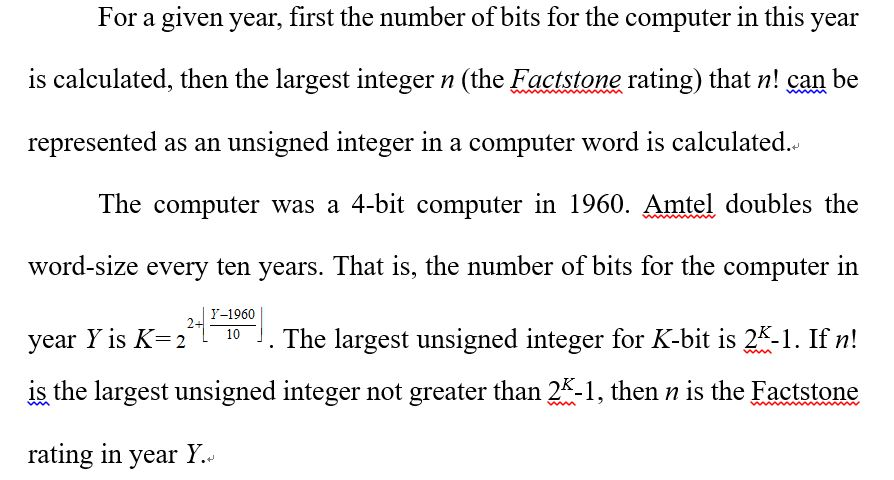 For a given year, first the number of bits for the computer in this year
is calculated, then the largest integer n (the Factstone rating) that n! can be
represented as an unsigned integer in a computer word is calculated.
The computer was a 4-bit computer in 1960. Amtel doubles the
word-size every ten years. That is, the number of bits for the computer in
year Y is K=2^{2+⌊(Y−1960)/10⌋}. The largest unsigned integer for K-bit is 2^K-1. If n!
is the largest unsigned integer not greater than 2^K-1, then n is the Factstone
rating in year Y.